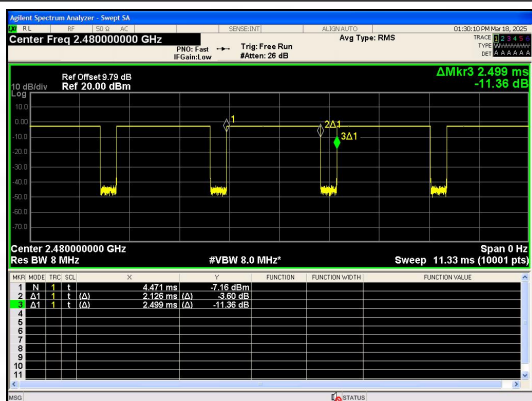 Agilent Spectrum Analyzer - Swept SA
RL RF 50 Ω AC SENSE:INT ALIGN AUTO 01:30:10 PM Mar 18, 2025
Center Freq 2.480000000 GHz
PNO: Fast
IFGain:Low
Trig: Free Run
#Atten: 26 dB
Avg Type: RMS
TRACE 1 2 3 4 5 6
TYPE
DET A A A A A A
ΔMkr3 2.499 ms
-11.36 dB
Ref Offset 9.79 dB
Ref 20.00 dBm
10 dB/div
Log
10.0
0.00
-10.0
-20.0
-30.0
-40.0
-50.0
-60.0
-70.0
1
2Δ1
3Δ1
Center 2.480000000 GHz Span 0 Hz
Res BW 8 MHz #VBW 8.0 MHz* Sweep 11.33 ms (10001 pts)
MKR MODE TRC SCL X Y FUNCTION FUNCTION WIDTH FUNCTION VALUE
1 N 1 t 4.471 ms -7.16 dBm
2 Δ1 1 t (Δ) 2.126 ms (Δ) -3.60 dB
3 Δ1 1 t (Δ) 2.499 ms (Δ) -11.36 dB
4
5
6
7
8
9
10
11
MSG STATUS